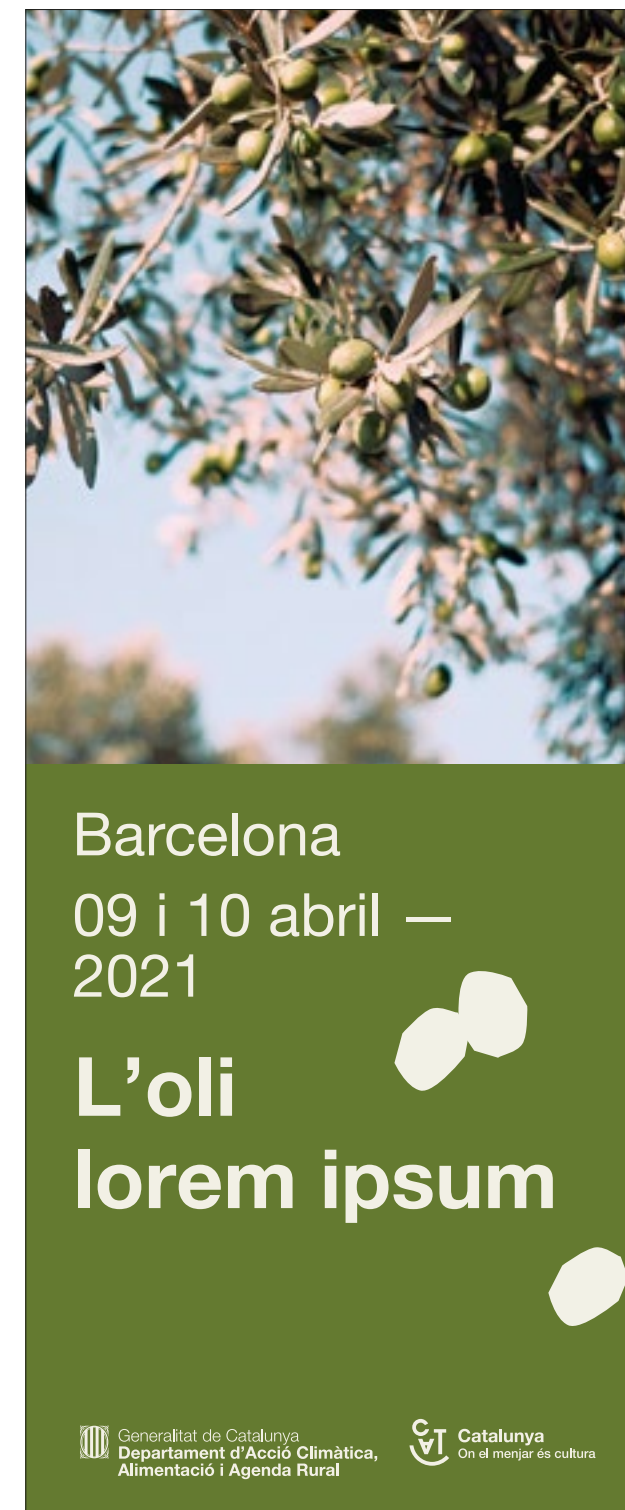 Barcelona
09 i 10 abril —
2021
L’oli
lorem ipsum
Generalitat de Catalunya
Departament d’Acció Climàtica,
Alimentació i Agenda Rural
CAT
Catalunya
On el menjar és cultura